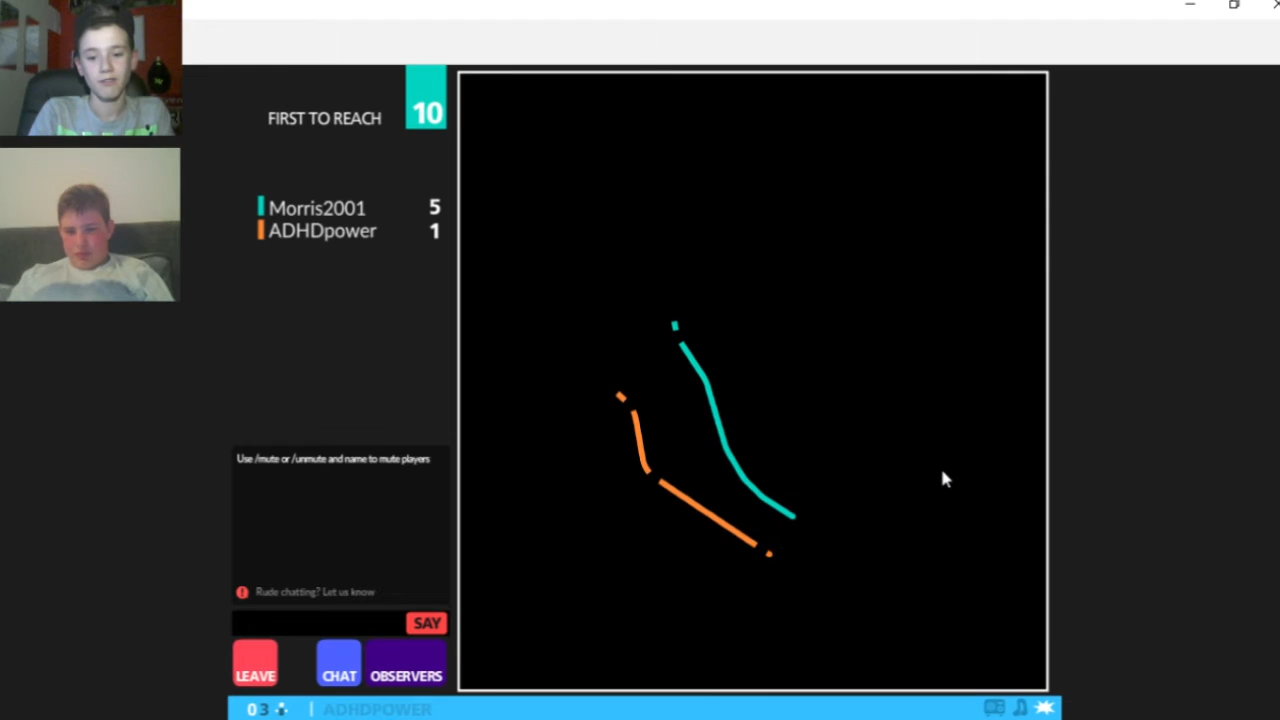 FIRST TO REACH 10
Morris2001 5
ADHDpower 1
Use /mute or /unmute and name to mute players
Rude chatting? Let us know
SAY
LEAVE CHAT OBSERVERS
03 | ADHDPOWER